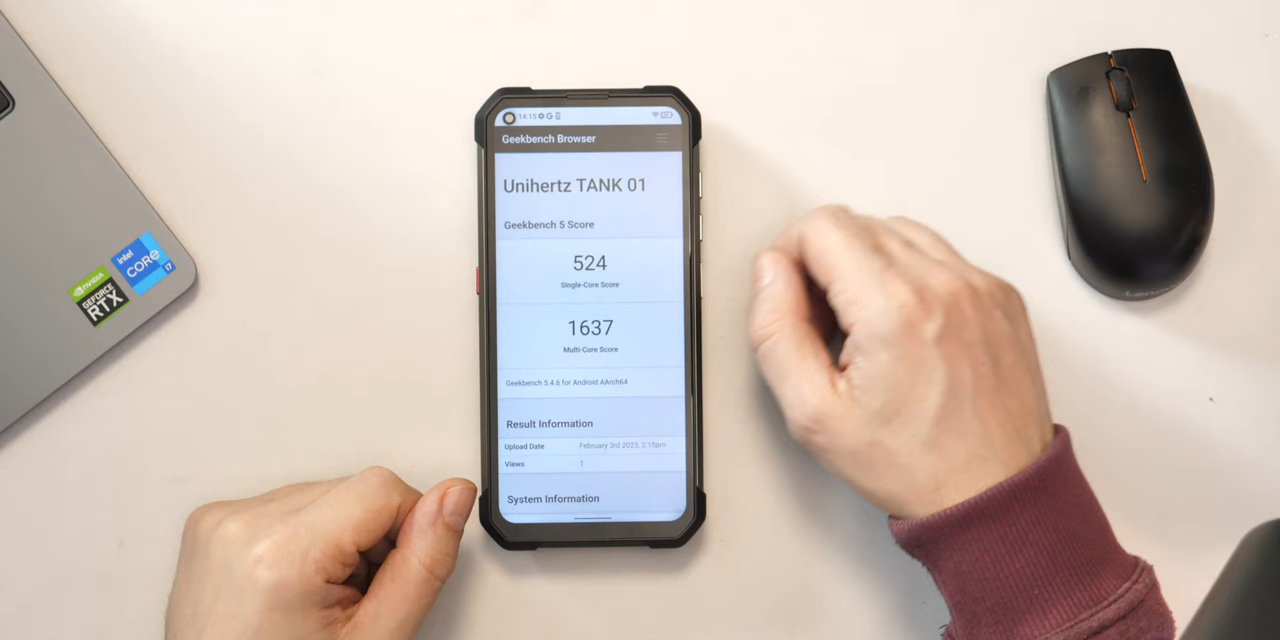 14:15
Geekbench Browser
Unihertz TANK 01
Geekbench 5 Score
524
Single-Core Score
1637
Multi-Core Score
Geekbench 5.4.6 for Android AArch64
Result Information
Upload Date February 3rd 2023, 2:15pm
Views 1
System Information
intel
CORE
i7
NVIDIA
GEFORCE
RTX
Lenovo